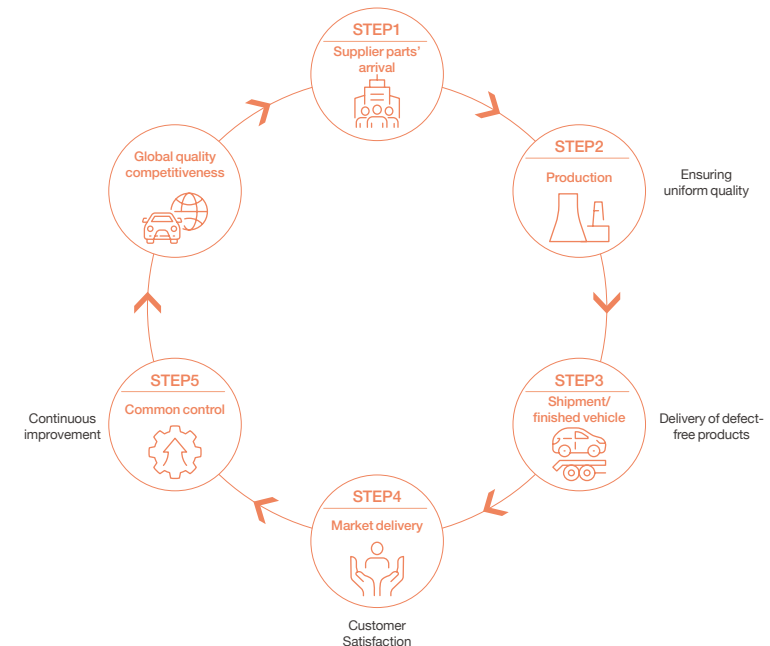 STEP1
Supplier parts’
arrival
STEP2
Production
Ensuring
uniform quality
STEP3
Shipment/
finished vehicle
Delivery of defect-
free products
STEP4
Market delivery
Customer
Satisfaction
STEP5
Common control
Continuous
improvement
Global quality
competitiveness